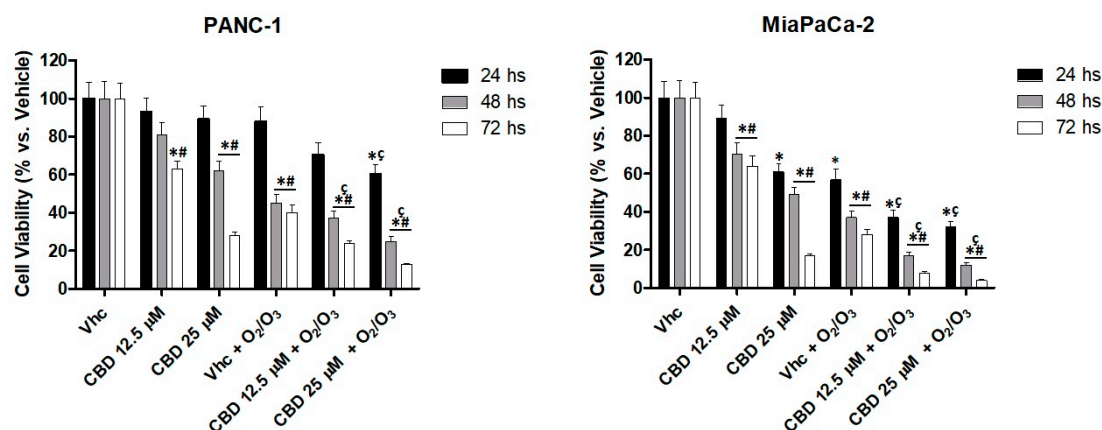 PANC-1
120
100
80
60
40
20
0
Cell Viability (% vs. Vehicle)
24 hs
48 hs
72 hs
*#
*#
*#
ç
*#
*ç
ç
*#
Vhc
CBD 12.5 µM
CBD 25 µM
Vhc + O₂/O₃
CBD 12.5 µM + O₂/O₃
CBD 25 µM + O₂/O₃
MiaPaCa-2
120
100
80
60
40
20
0
Cell Viability (% vs. Vehicle)
24 hs
48 hs
72 hs
*#
*
*#
*
*#
*ç
ç
*#
*ç
ç
*#
Vhc
CBD 12.5 µM
CBD 25 µM
Vhc + O₂/O₃
CBD 12.5 µM + O₂/O₃
CBD 25 µM + O₂/O₃